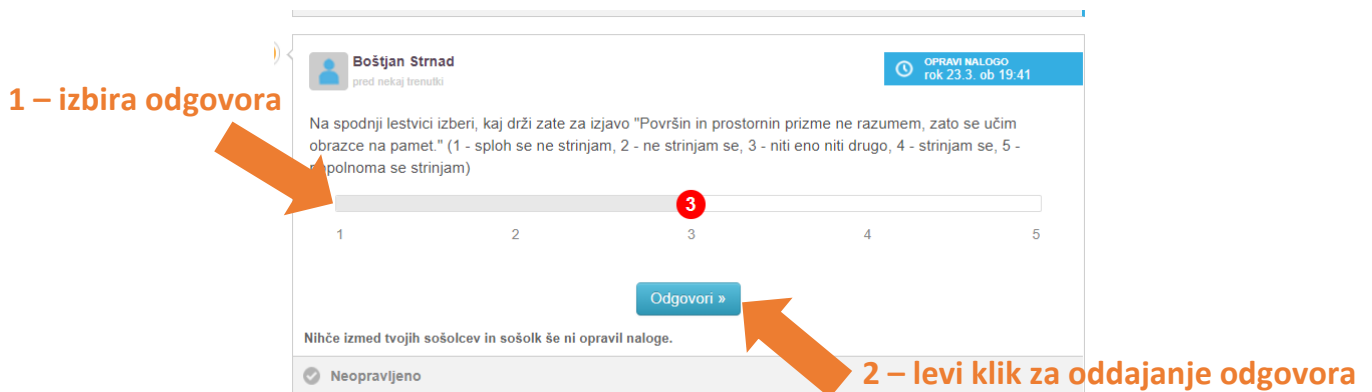 Boštjan Strnad
pred nekaj trenutki
OPRAVI NALOGO
rok 23.3. ob 19:41
1 – izbira odgovora
Na spodnji lestvici izberi, kaj drži zate za izjavo "Površin in prostornin prizme ne razumem, zato se učim
obrazce na pamet." (1 - sploh se ne strinjam, 2 - ne strinjam se, 3 - niti eno niti drugo, 4 - strinjam se, 5 -
popolnoma se strinjam)
3
1 2 3 4 5
Odgovori »
Nihče izmed tvojih sošolcev in sošolk še ni opravil naloge.
Neopravljeno
2 – levi klik za oddajanje odgovora